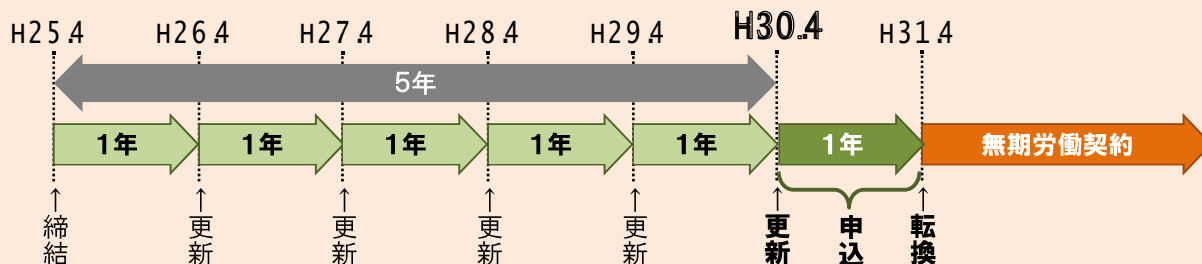 H25.4 H26.4 H27.4 H28.4 H29.4 H30.4 H31.4
5年
1年 1年 1年 1年 1年 1年 無期労働契約
↑締結 ↑更新 ↑更新 ↑更新 ↑更新 ↑更新 申込 ↑転換